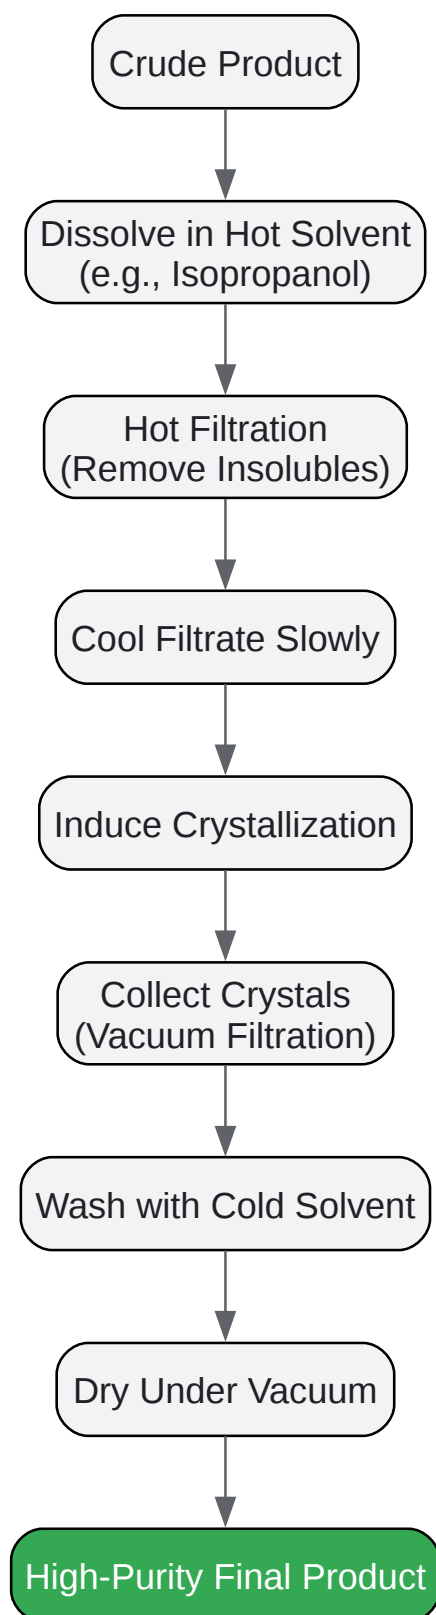 Crude Product
Dissolve in Hot Solvent
(e.g., Isopropanol)
Hot Filtration
(Remove Insolubles)
Cool Filtrate Slowly
Induce Crystallization
Collect Crystals
(Vacuum Filtration)
Wash with Cold Solvent
Dry Under Vacuum
High-Purity Final Product